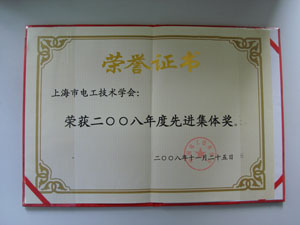 荣誉证书
上海市电工技术学会：
荣获二〇〇八年度先进集体奖。
二〇〇八年十一月二十五日